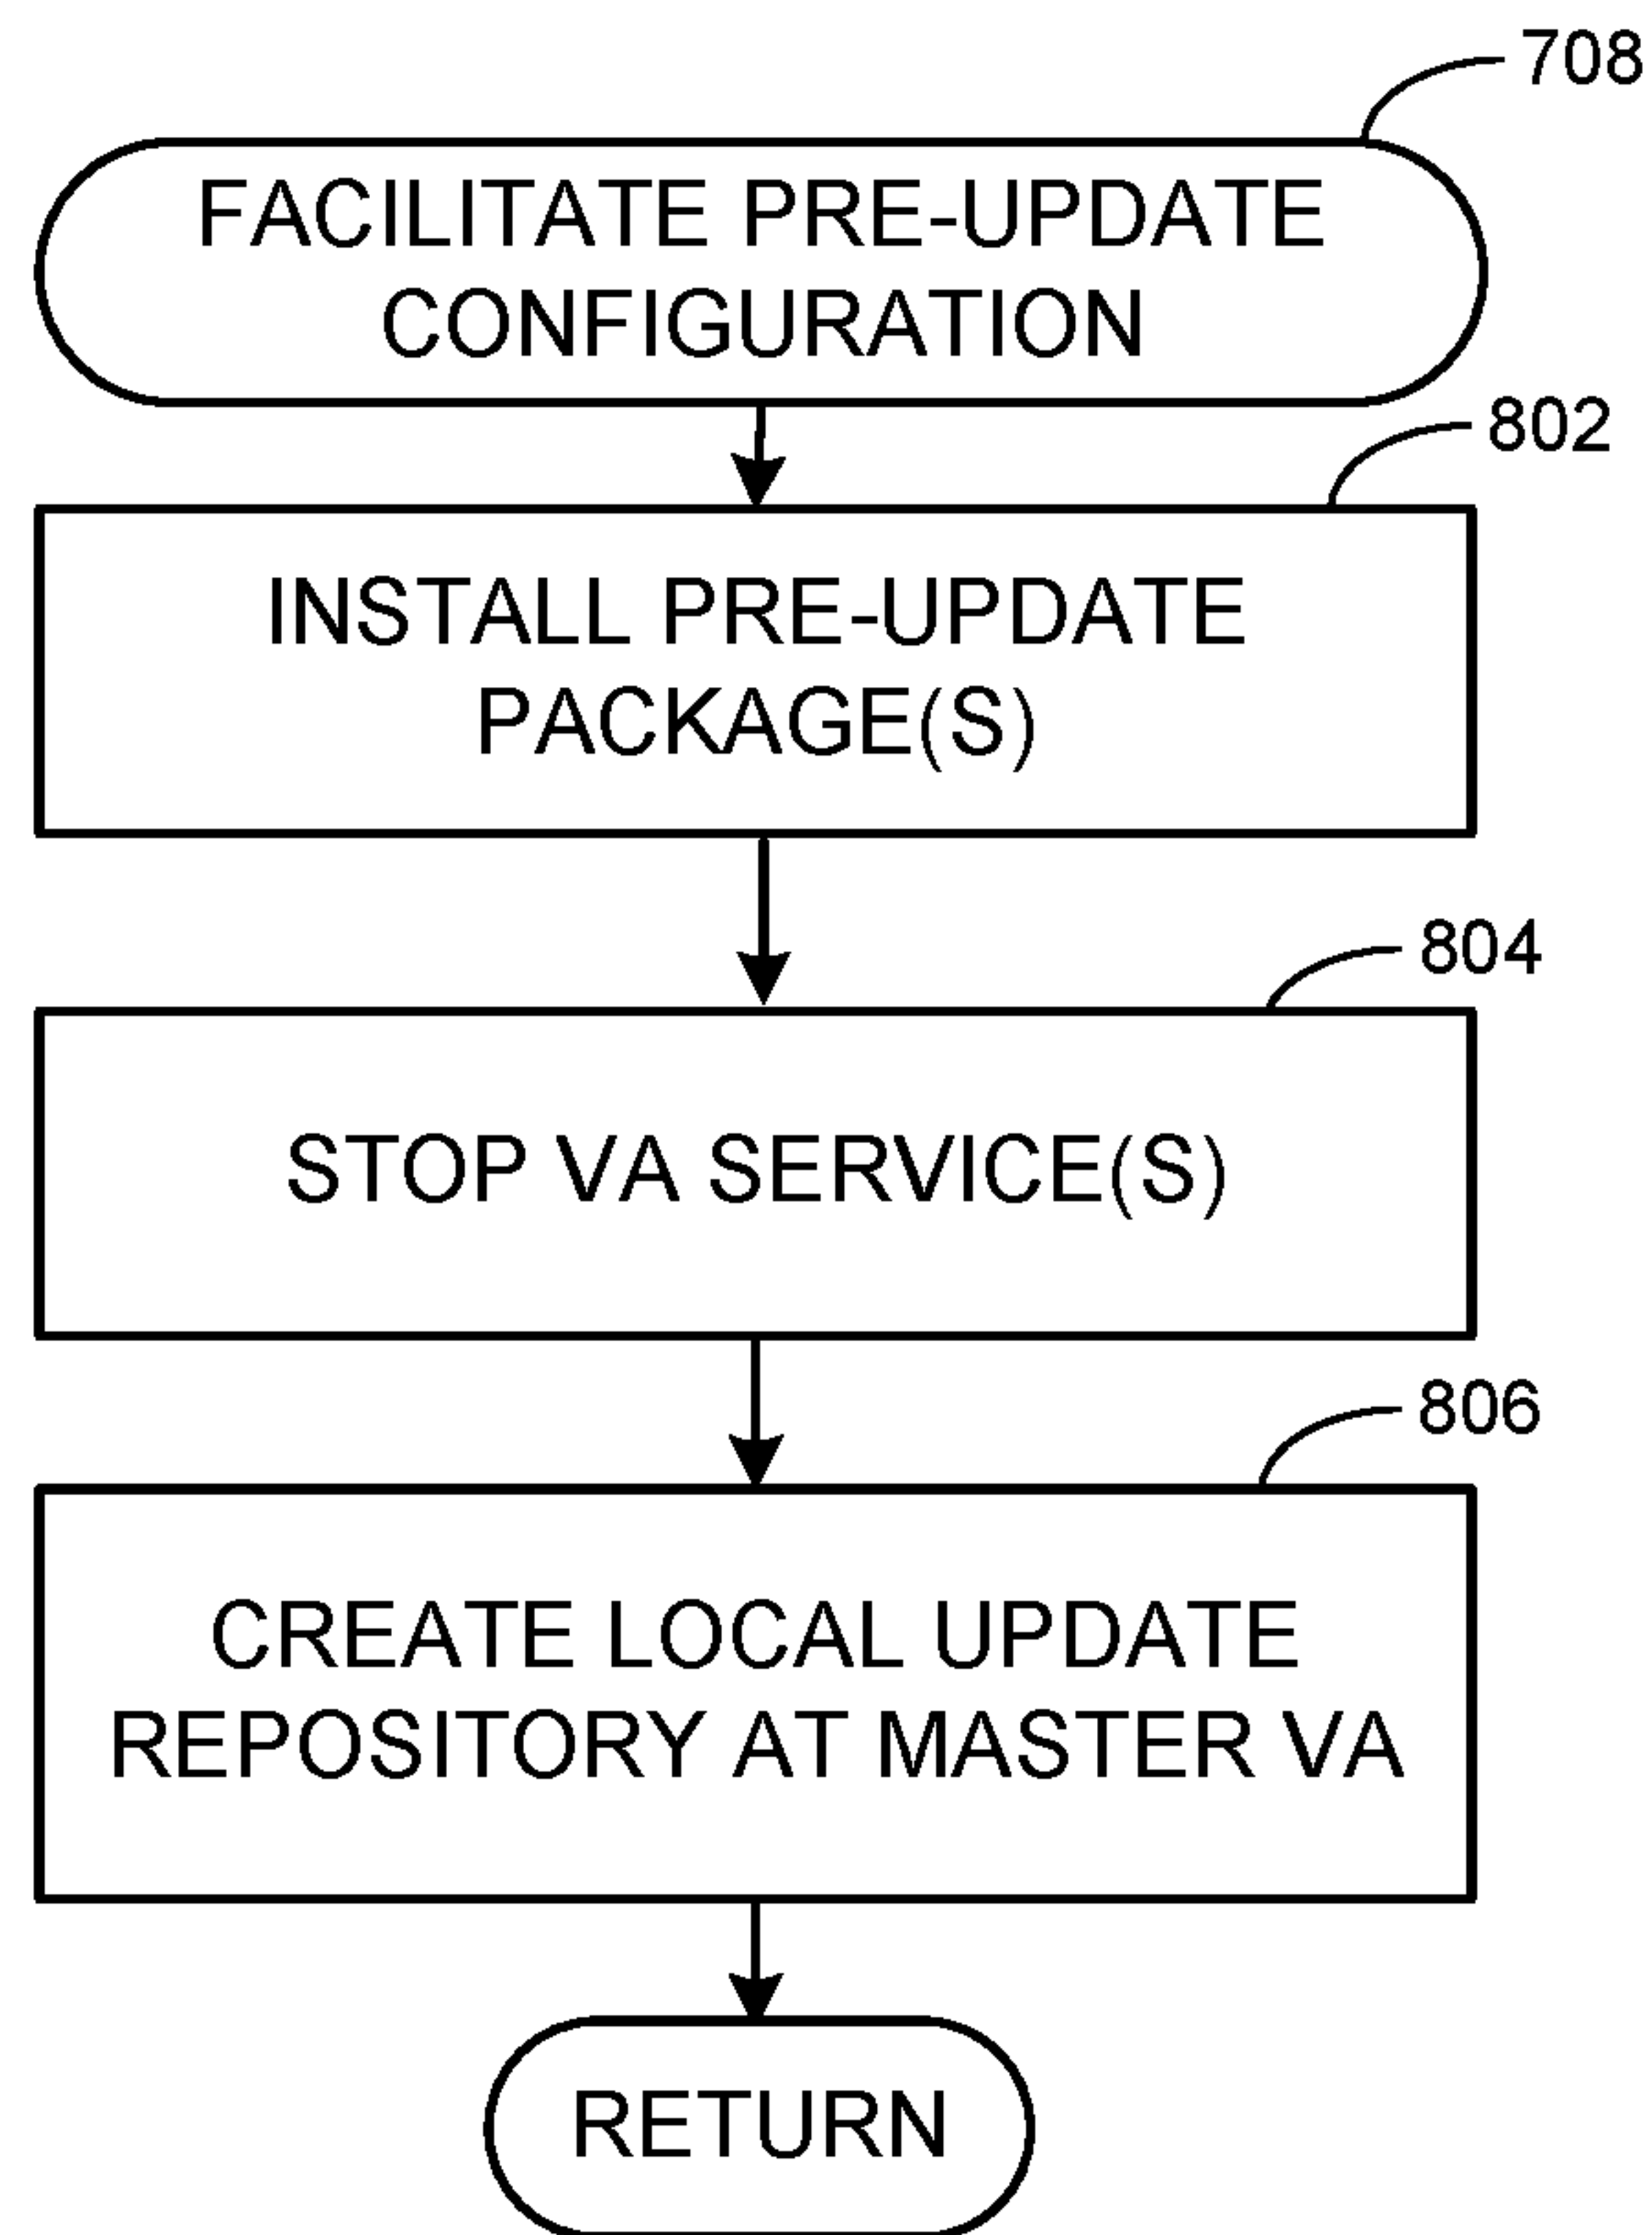 708
FACILITATE PRE-UPDATE
CONFIGURATION
802
INSTALL PRE-UPDATE
PACKAGE(S)
804
STOP VA SERVICE(S)
806
CREATE LOCAL UPDATE
REPOSITORY AT MASTER VA
RETURN